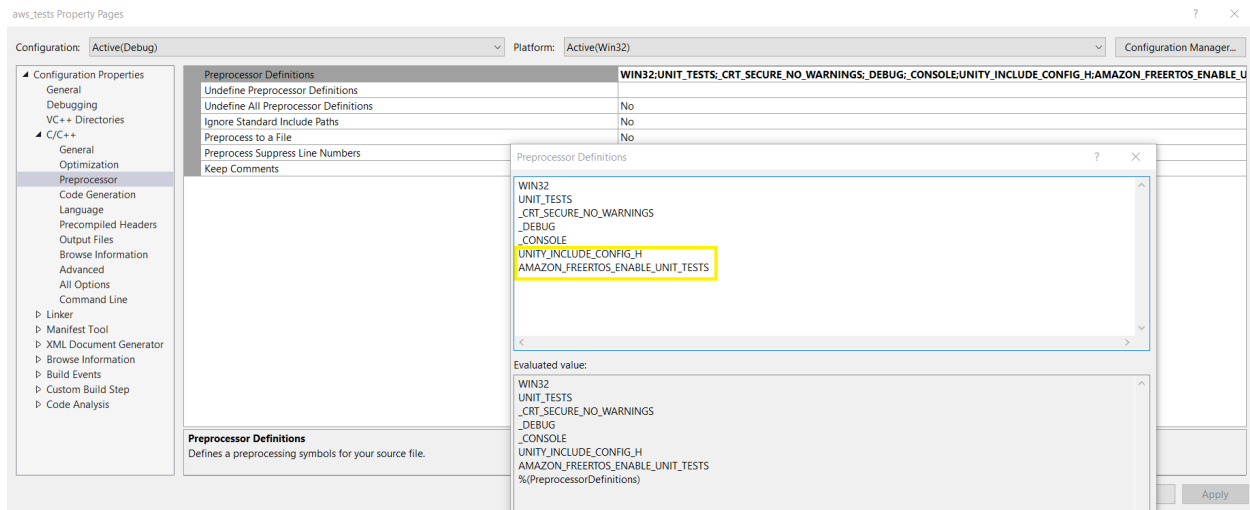 aws_tests Property Pages
Configuration: Active(Debug) Platform: Active(Win32) Configuration Manager...
Configuration Properties
General
Debugging
VC++ Directories
C/C++
General
Optimization
Preprocessor
Code Generation
Language
Precompiled Headers
Output Files
Browse Information
Advanced
All Options
Command Line
Linker
Manifest Tool
XML Document Generator
Browse Information
Build Events
Custom Build Step
Code Analysis
Preprocessor Definitions WIN32;UNIT_TESTS;_CRT_SECURE_NO_WARNINGS;_DEBUG;_CONSOLE;UNITY_INCLUDE_CONFIG_H;AMAZON_FREERTOS_ENABLE_U
Undefine Preprocessor Definitions
Undefine All Preprocessor Definitions No
Ignore Standard Include Paths No
Preprocess to a File No
Preprocess Suppress Line Numbers
Keep Comments
Preprocessor Definitions
Defines a preprocessing symbols for your source file.
Preprocessor Definitions
WIN32
UNIT_TESTS
_CRT_SECURE_NO_WARNINGS
_DEBUG
_CONSOLE
UNITY_INCLUDE_CONFIG_H
AMAZON_FREERTOS_ENABLE_UNIT_TESTS
Evaluated value:
WIN32
UNIT_TESTS
_CRT_SECURE_NO_WARNINGS
_DEBUG
_CONSOLE
UNITY_INCLUDE_CONFIG_H
AMAZON_FREERTOS_ENABLE_UNIT_TESTS
%(PreprocessorDefinitions)
Apply